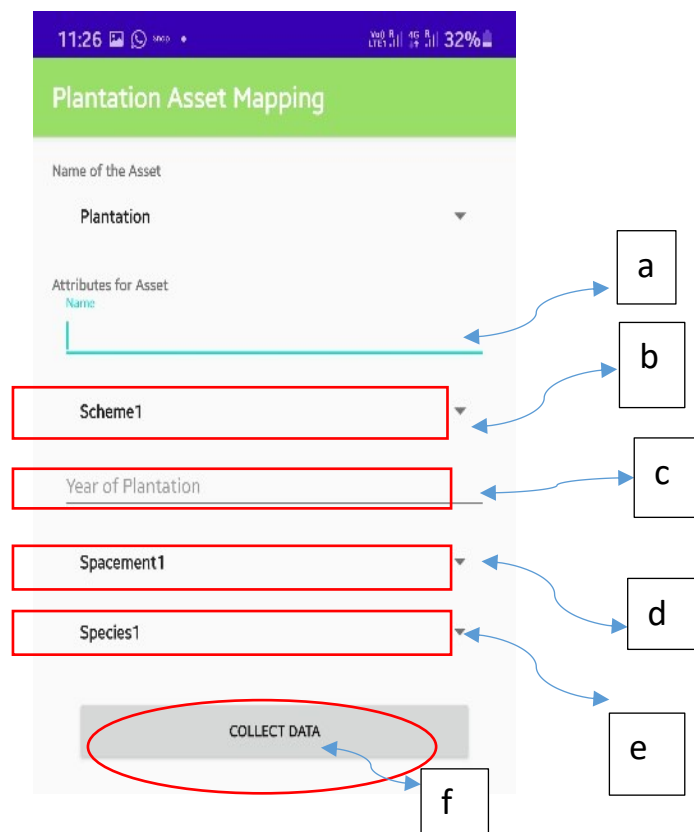 11:26 32%
Plantation Asset Mapping
Name of the Asset
Plantation
a
Attributes for Asset
Name
b
Scheme1
c
Year of Plantation
Spacement1
d
Species1
e
COLLECT DATA
f